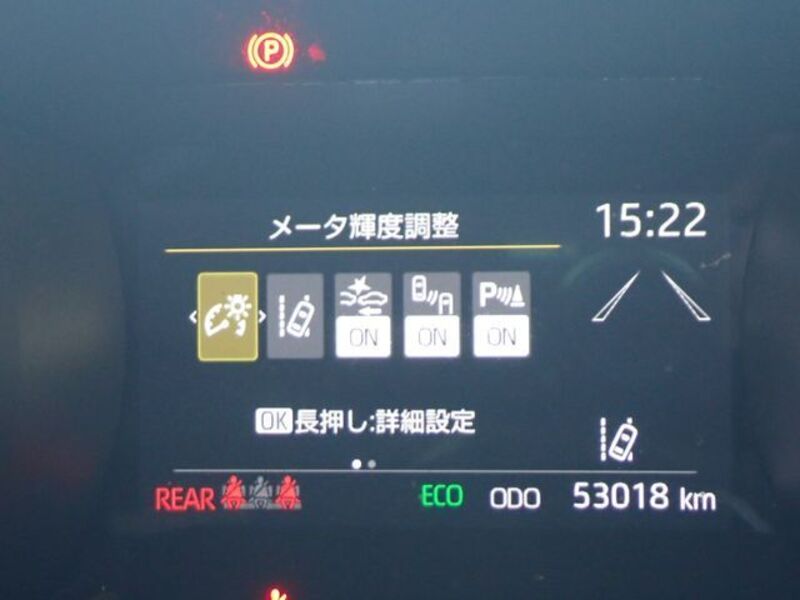 P
メータ輝度調整
15:22
ON ON ON
P
OK長押し:詳細設定
REAR ECO ODO 53018 km